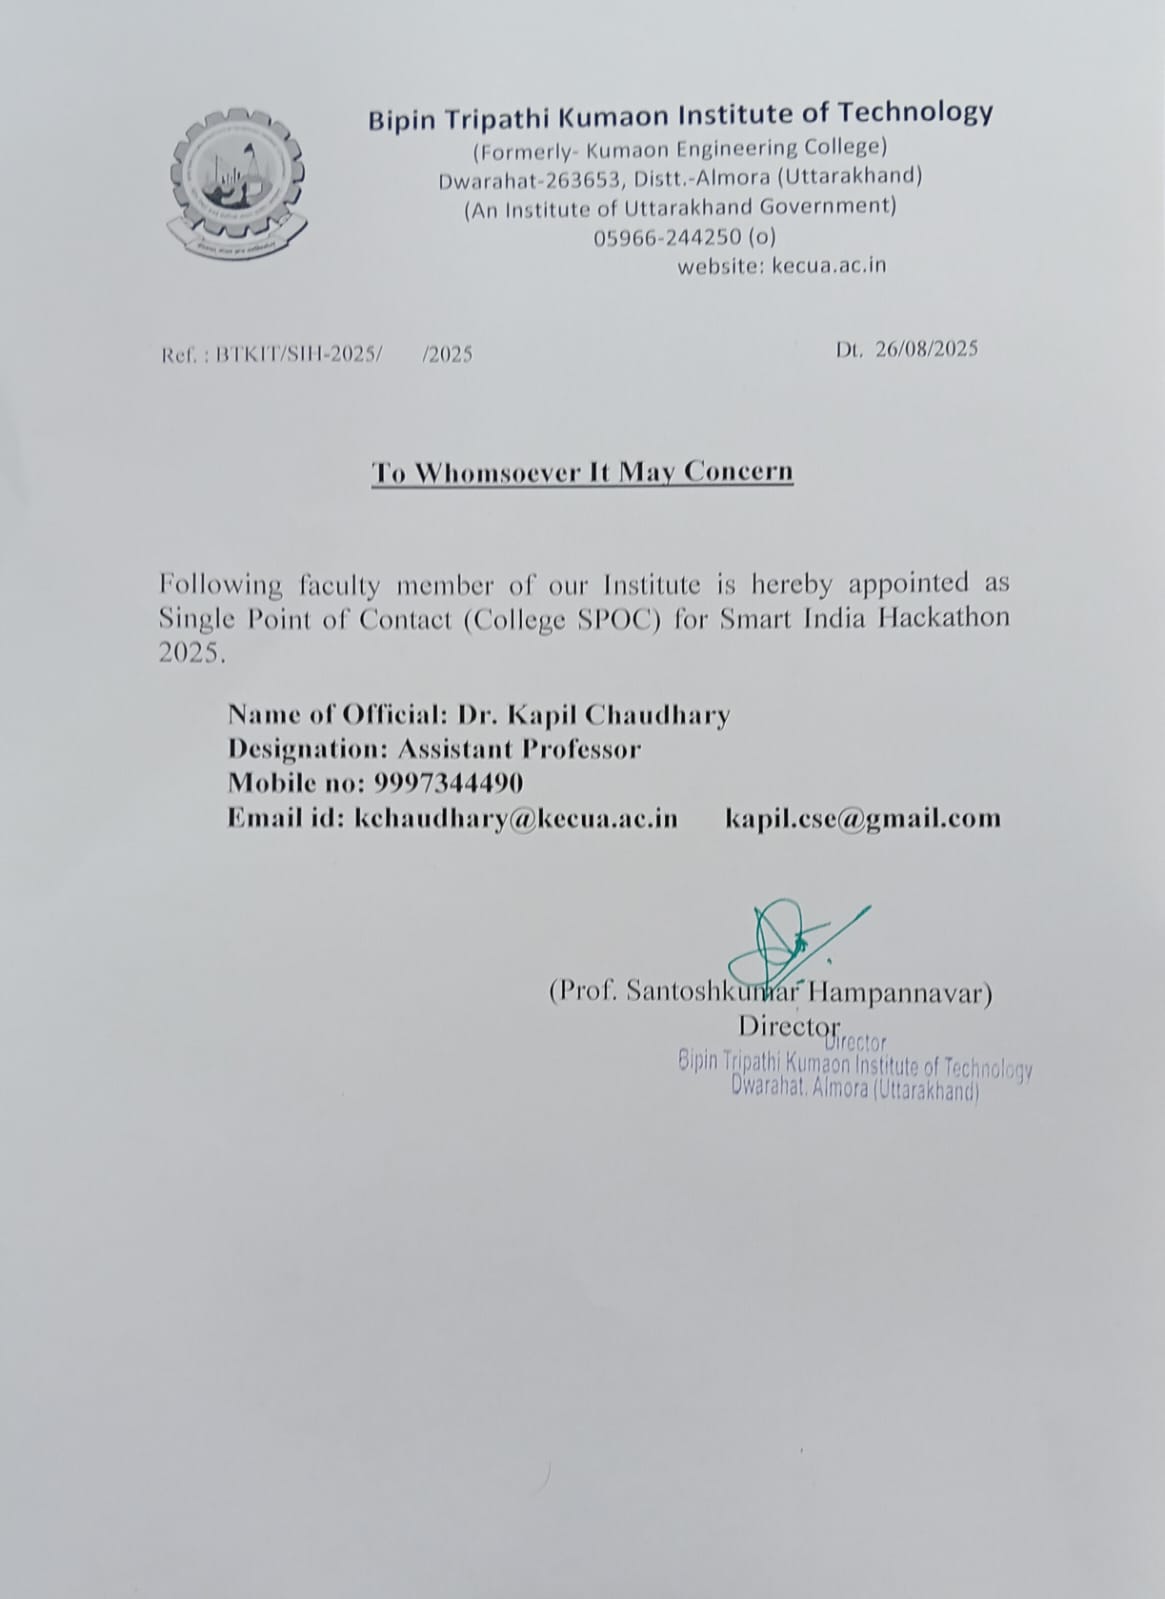 Bipin Tripathi Kumaon Institute of Technology
(Formerly- Kumaon Engineering College)
Dwarahat-263653, Distt.-Almora (Uttarakhand)
(An Institute of Uttarakhand Government)
05966-244250 (o)
website: kecua.ac.in
Ref. : BTKIT/SIH-2025/ /2025 Dt. 26/08/2025
To Whomsoever It May Concern
Following faculty member of our Institute is hereby appointed as
Single Point of Contact (College SPOC) for Smart India Hackathon
2025.
Name of Official: Dr. Kapil Chaudhary
Designation: Assistant Professor
Mobile no: 9997344490
Email id: kchaudhary@kecua.ac.in kapil.cse@gmail.com
(Prof. Santoshkumar Hampannavar)
Director
Director
Bipin Tripathi Kumaon Institute of Technology
Dwarahat. Almora (Uttarakhand)